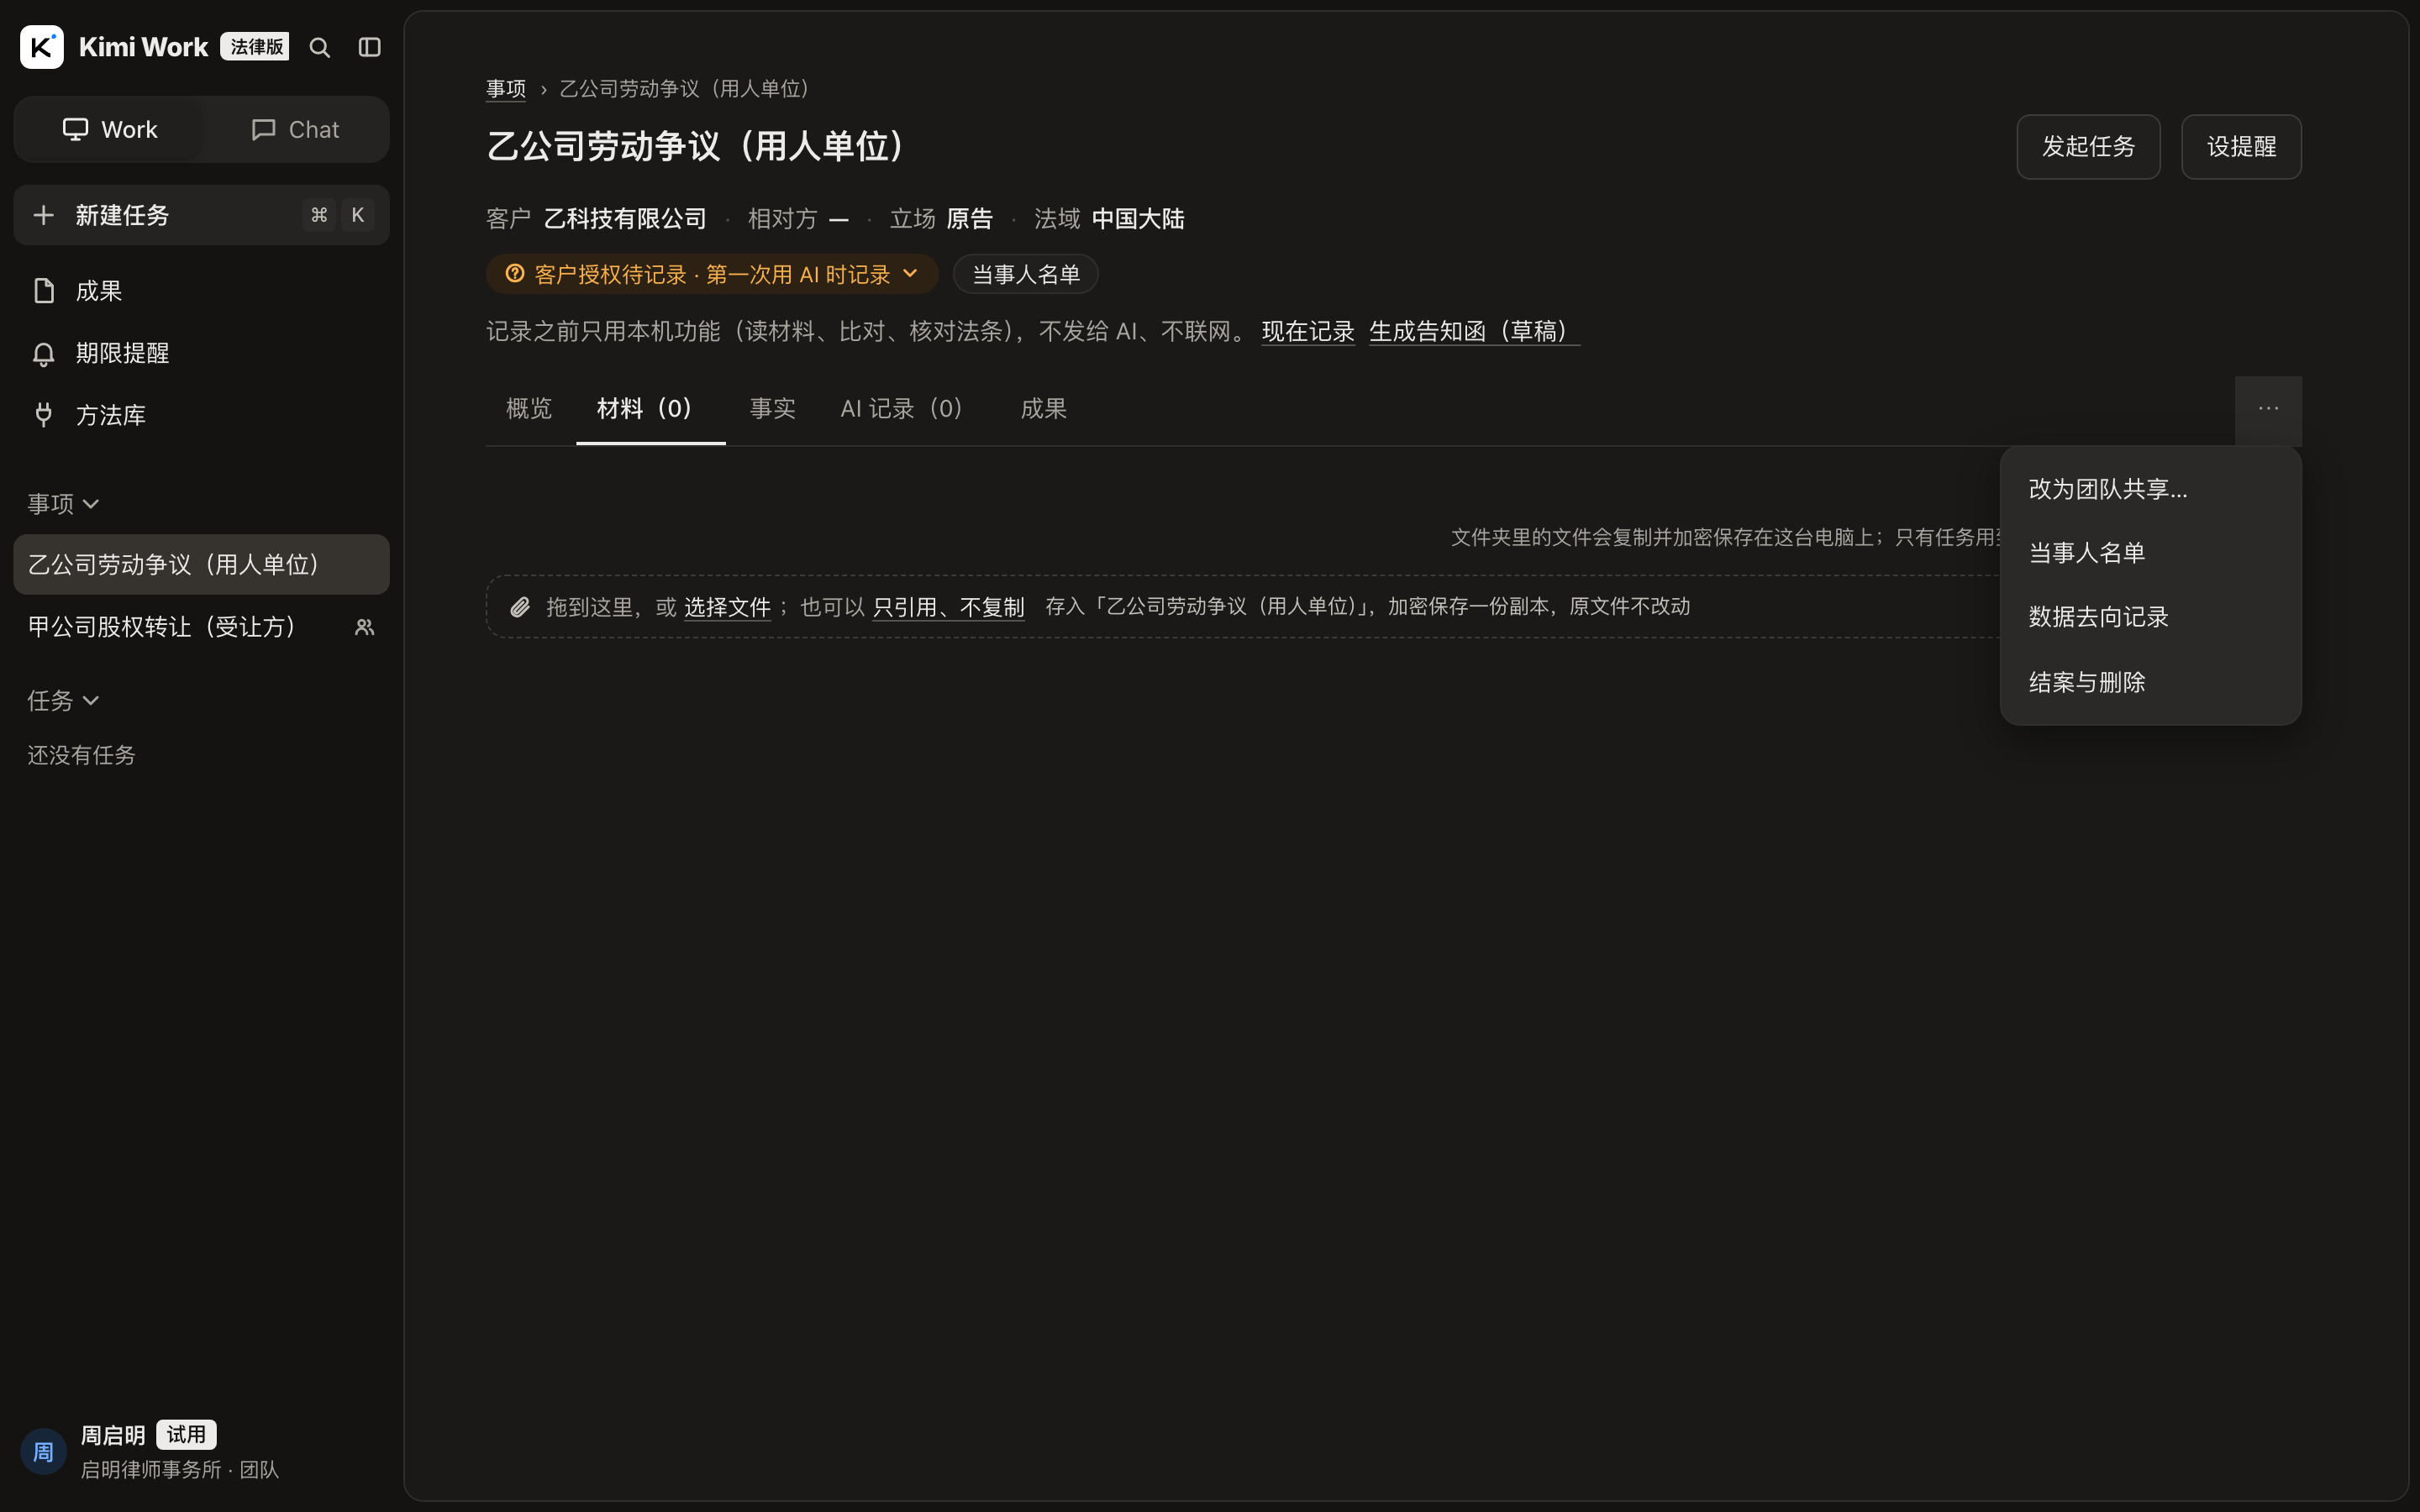 Kimi Work 法律版
Work Chat
新建任务 ⌘ K
成果
期限提醒
方法库
事项
乙公司劳动争议（用人单位）
甲公司股权转让（受让方）
任务
还没有任务
周 周启明 试用
启明律师事务所 · 团队
事项 › 乙公司劳动争议（用人单位）
乙公司劳动争议（用人单位）
发起任务 设提醒
客户 乙科技有限公司 · 相对方 — · 立场 原告 · 法域 中国大陆
客户授权待记录 · 第一次用 AI 时记录 当事人名单
记录之前只用本机功能（读材料、比对、核对法条），不发给 AI、不联网。 现在记录 生成告知函（草稿）
概览 材料（0） 事实 AI 记录（0） 成果 ···
文件夹里的文件会复制并加密保存在这台电脑上；只有任务用
拖到这里，或 选择文件 ；也可以 只引用、不复制 存入「乙公司劳动争议（用人单位）」，加密保存一份副本，原文件不改动
改为团队共享...
当事人名单
数据去向记录
结案与删除